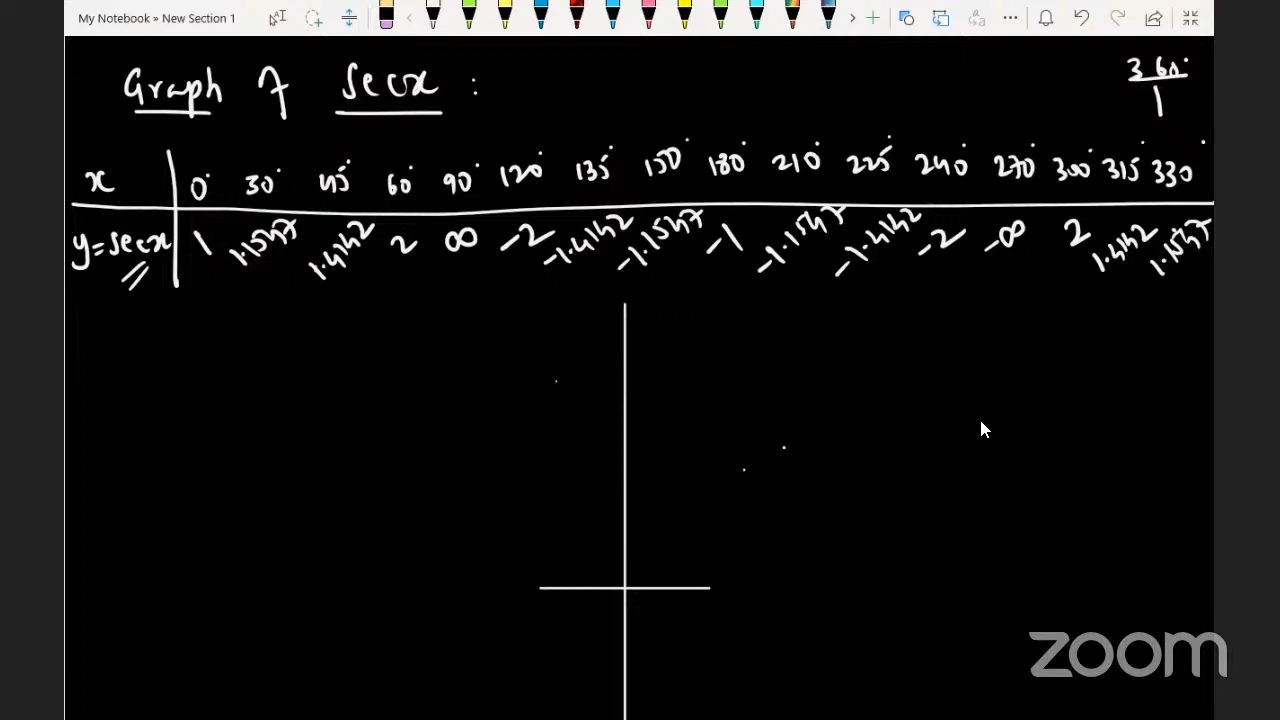 My Notebook » New Section 1
Graph of Secx :
360°
1
x 0° 30° 45° 60° 90° 120° 135° 150° 180° 210° 225° 240° 270° 300° 315° 330°
y=secx 1 1.1547 1.4142 2 ∞ -2 -1.4142 -1.1547 -1 -1.1547 -1.4142 -2 -∞ 2 1.4142 1.1547
zoom